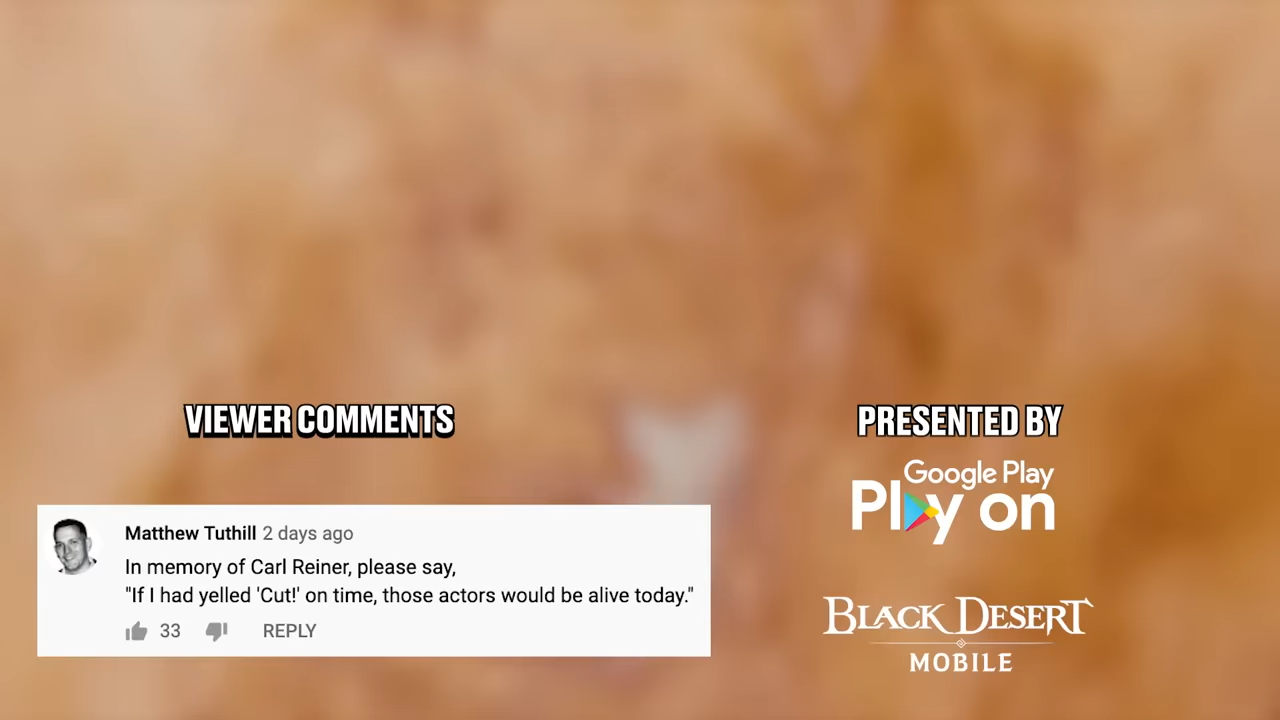 VIEWER COMMENTS
Matthew Tuthill 2 days ago
In memory of Carl Reiner, please say,
"If I had yelled 'Cut!' on time, those actors would be alive today."
33 REPLY
PRESENTED BY
Google Play
Play on
BLACK DESERT
MOBILE